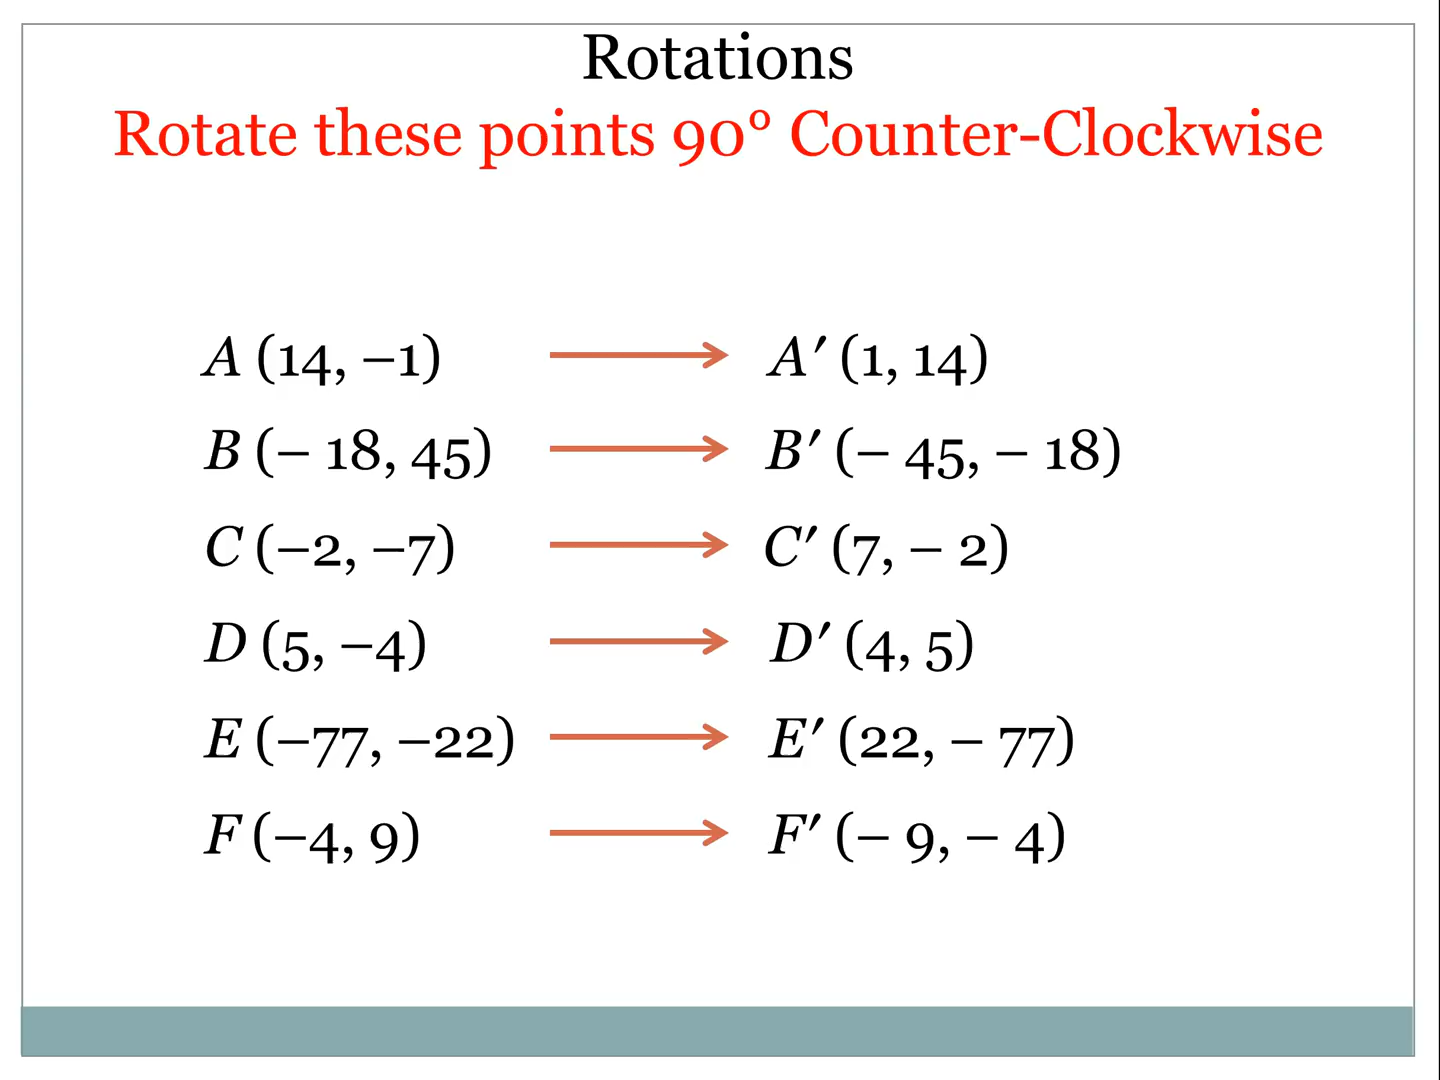 Rotations
Rotate these points 90° Counter-Clockwise
A (14, –1) A′ (1, 14)
B (– 18, 45) B′ (– 45, – 18)
C (–2, –7) C′ (7, – 2)
D (5, –4) D′ (4, 5)
E (–77, –22) E′ (22, – 77)
F (–4, 9) F′ (– 9, – 4)